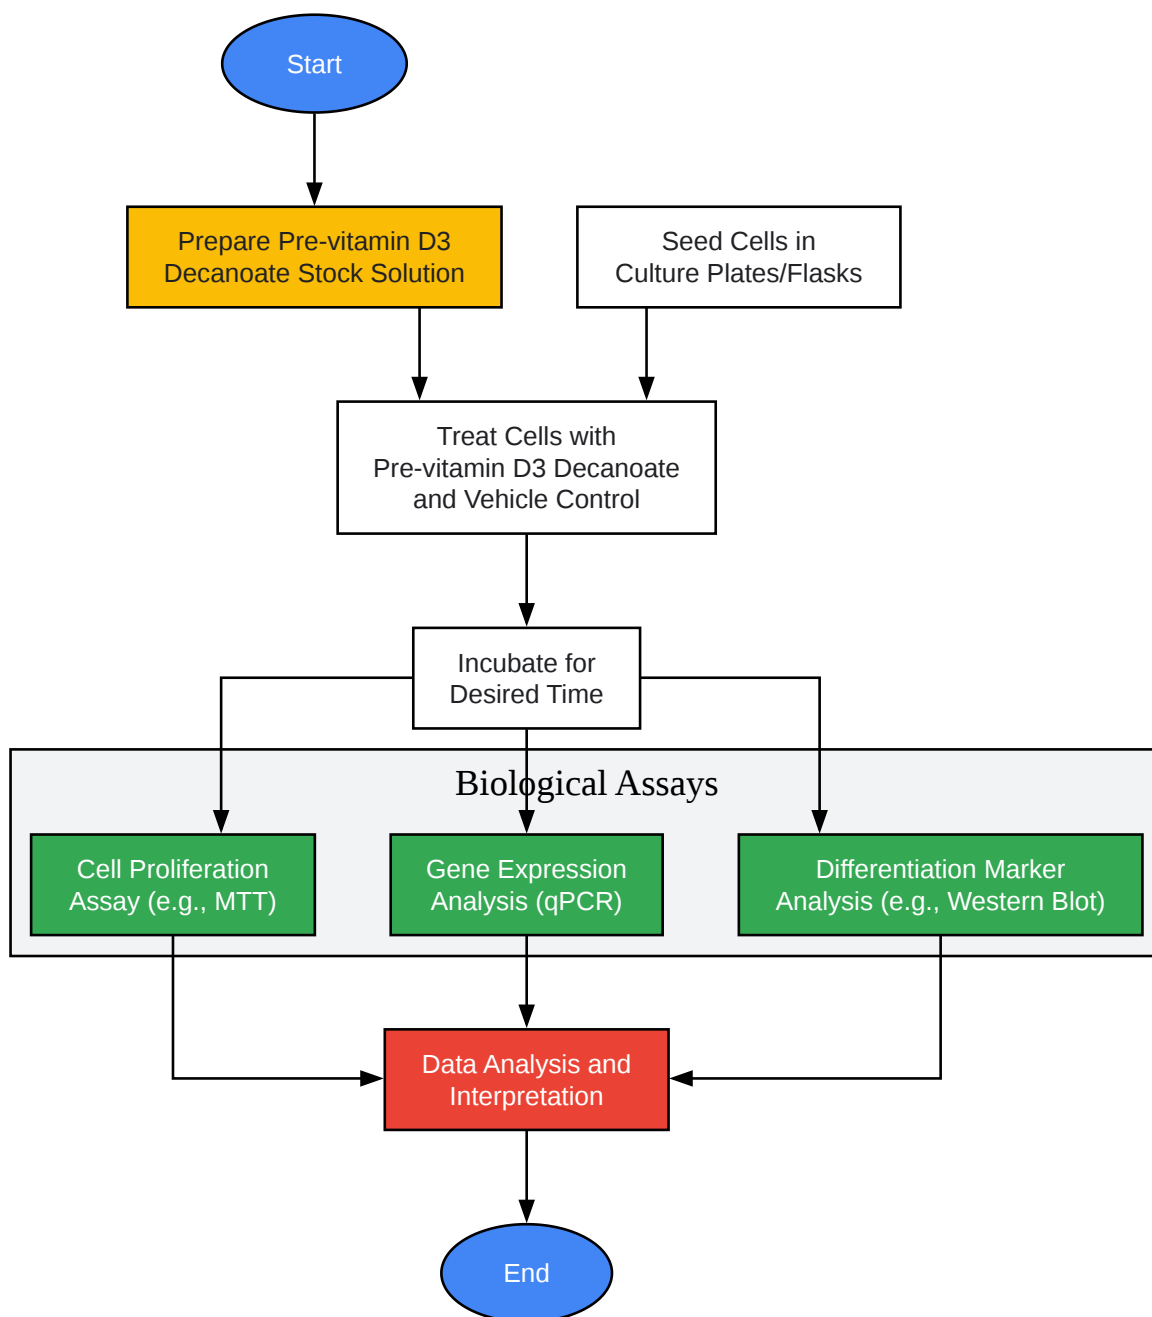 Start
Prepare Pre-vitamin D3
Decanoate Stock Solution
Seed Cells in
Culture Plates/Flasks
Treat Cells with
Pre-vitamin D3 Decanoate
and Vehicle Control
Incubate for
Desired Time
Biological Assays
Cell Proliferation
Assay (e.g., MTT)
Gene Expression
Analysis (qPCR)
Differentiation Marker
Analysis (e.g., Western Blot)
Data Analysis and
Interpretation
End